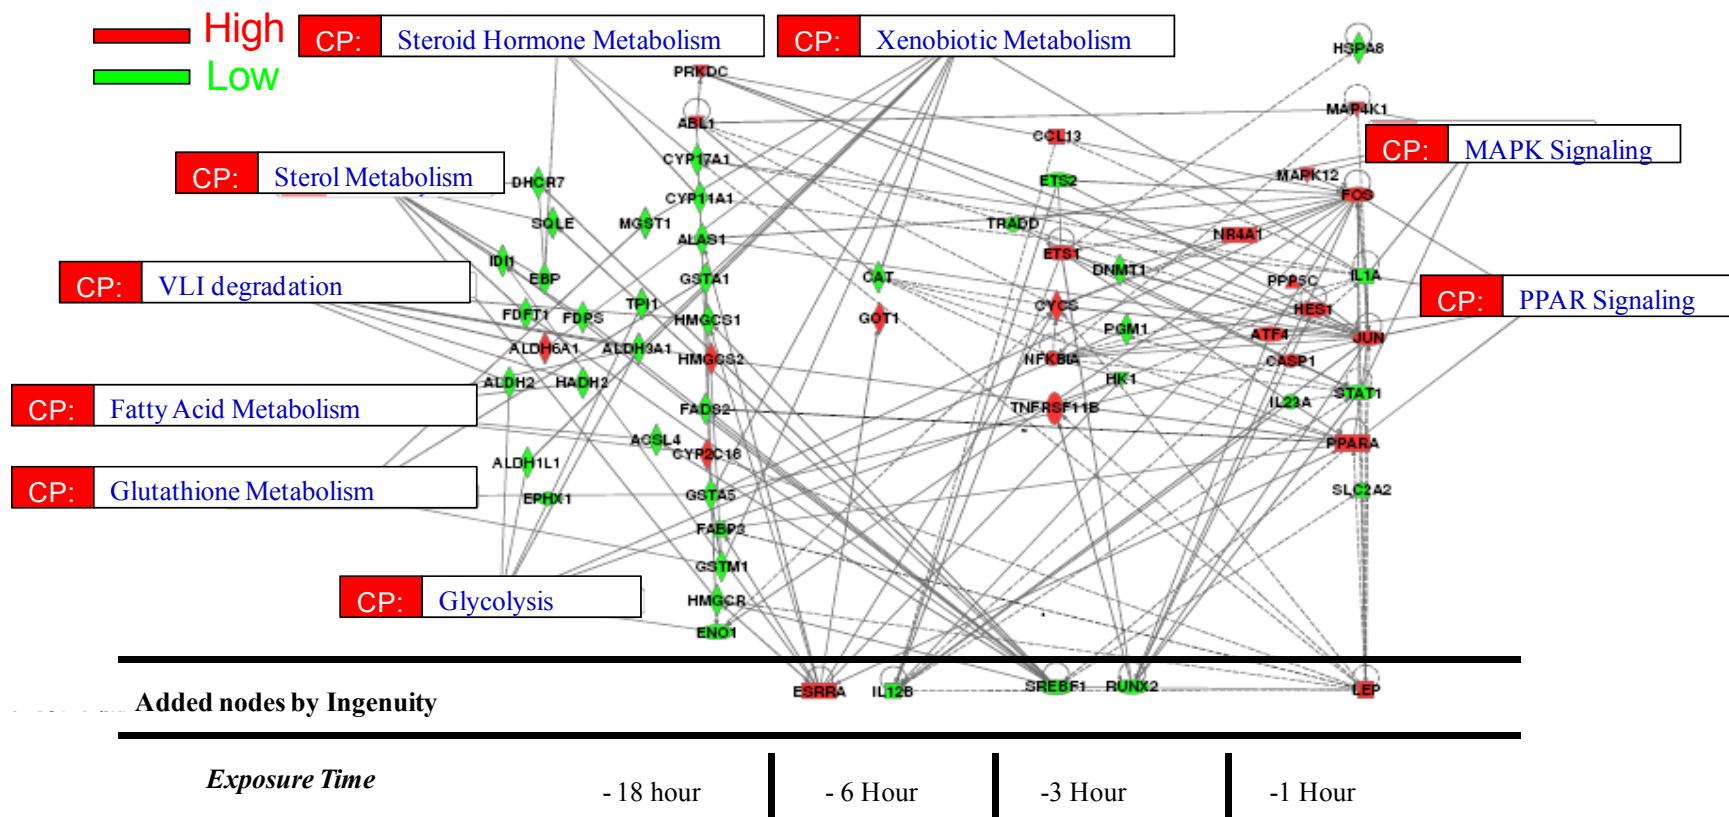 High
Low
CP: Steroid Hormone Metabolism
CP: Xenobiotic Metabolism
HSPA8
PRKDC
MAP4K1
ABL1
CCL13
CP: MAPK Signaling
CYP17A1
CP: Sterol Metabolism
DHCR7
ETS2
MAPK12
FOS
CYP11A1
SQLE
MGST1
TRADD
NR4A1
ALAS1
ETS1
IDI1
EBP
GSTA1
CAT
DNMT1
IL1A
PPP5C
CP: VLI degradation
CP: PPAR Signaling
TPI1
CYCS
HES1
FDFT1
FDPS
HMGCS1
GOT1
PGM1
ATF4
JUN
ALDH6A1
ALDH3A1
HMGCS2
NFKBIA
CASP1
ALDH2
HADH2
HK1
STAT1
IL23A
CP: Fatty Acid Metabolism
FADS2
TNFRSF11B
ACSL4
PPARA
CYP2C18
ALDH1L1
CP: Glutathione Metabolism
EPHX1
GSTA5
SLC2A2
FABP3
GSTM1
CP: Glycolysis
HMGCR
ENO1
ESRRA
IL12B
SREBF1
RUNX2
LEP
Added nodes by Ingenuity
Exposure Time
- 18 hour
- 6 Hour
-3 Hour
-1 Hour